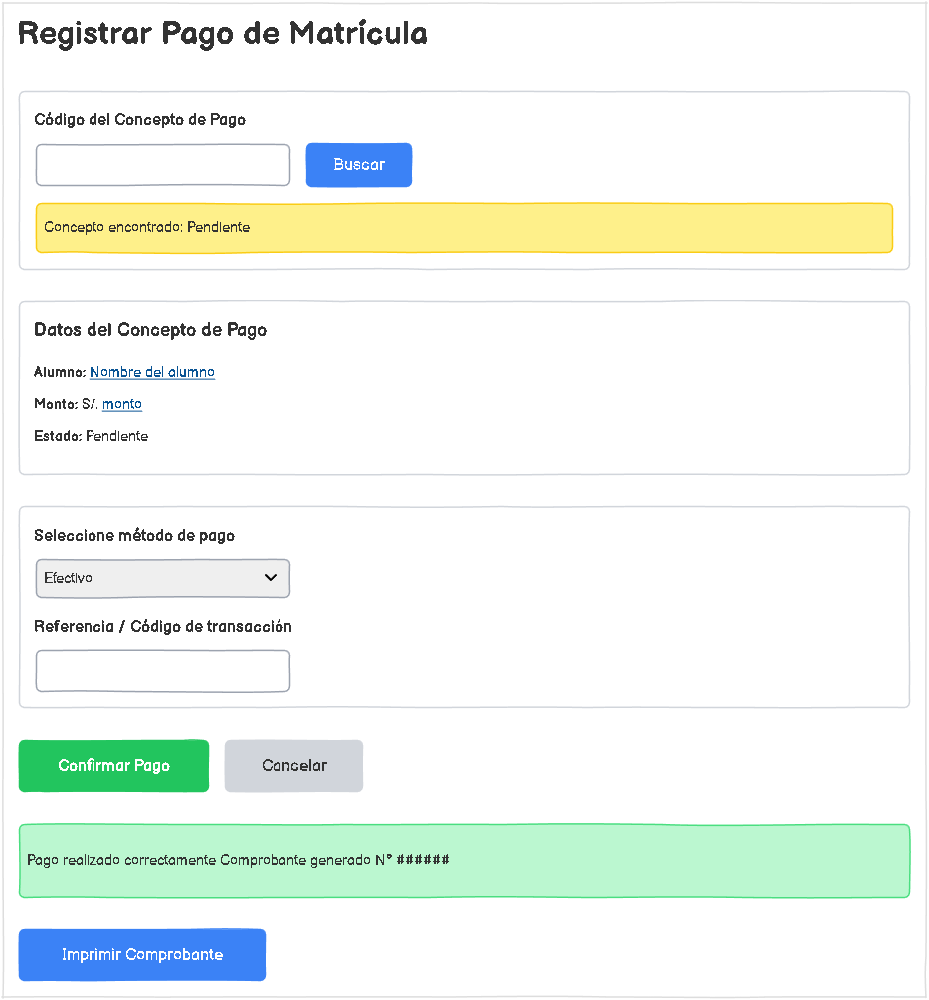 Registrar Pago de Matrícula
Código del Concepto de Pago
Buscar
Concepto encontrado: Pendiente
Datos del Concepto de Pago
Alumno: Nombre del alumno
Monto: S/. monto
Estado: Pendiente
Seleccione método de pago
Efectivo
Referencia / Código de transacción
Confirmar Pago Cancelar
Pago realizado correctamente Comprobante generado N° ######
Imprimir Comprobante